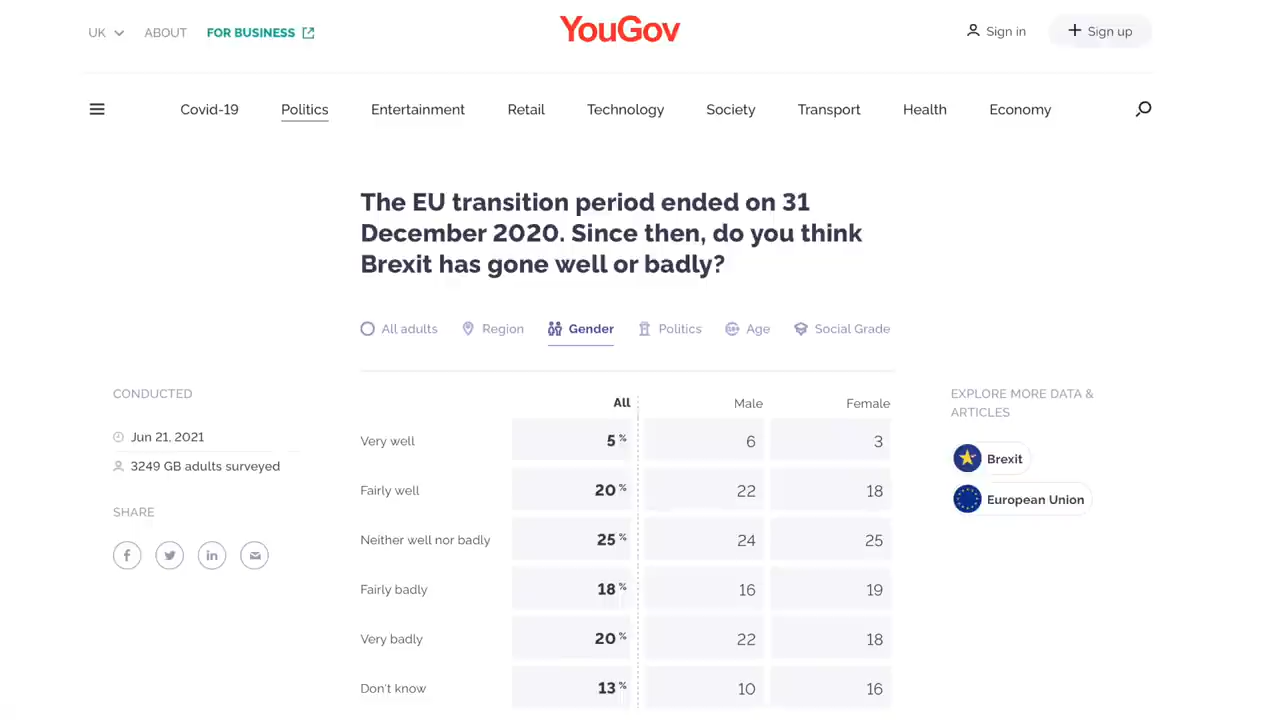 UK
ABOUT
FOR BUSINESS
YouGov
Sign in
Sign up
Covid-19
Politics
Entertainment
Retail
Technology
Society
Transport
Health
Economy
The EU transition period ended on 31
December 2020. Since then, do you think
Brexit has gone well or badly?
All adults
Region
Gender
Politics
18+ Age
Social Grade
CONDUCTED
Jun 21, 2021
3249 GB adults surveyed
SHARE
All Male Female
Very well 5% 6 3
Fairly well 20% 22 18
Neither well nor badly 25% 24 25
Fairly badly 18% 16 19
Very badly 20% 22 18
Don't know 13% 10 16
EXPLORE MORE DATA &
ARTICLES
Brexit
European Union